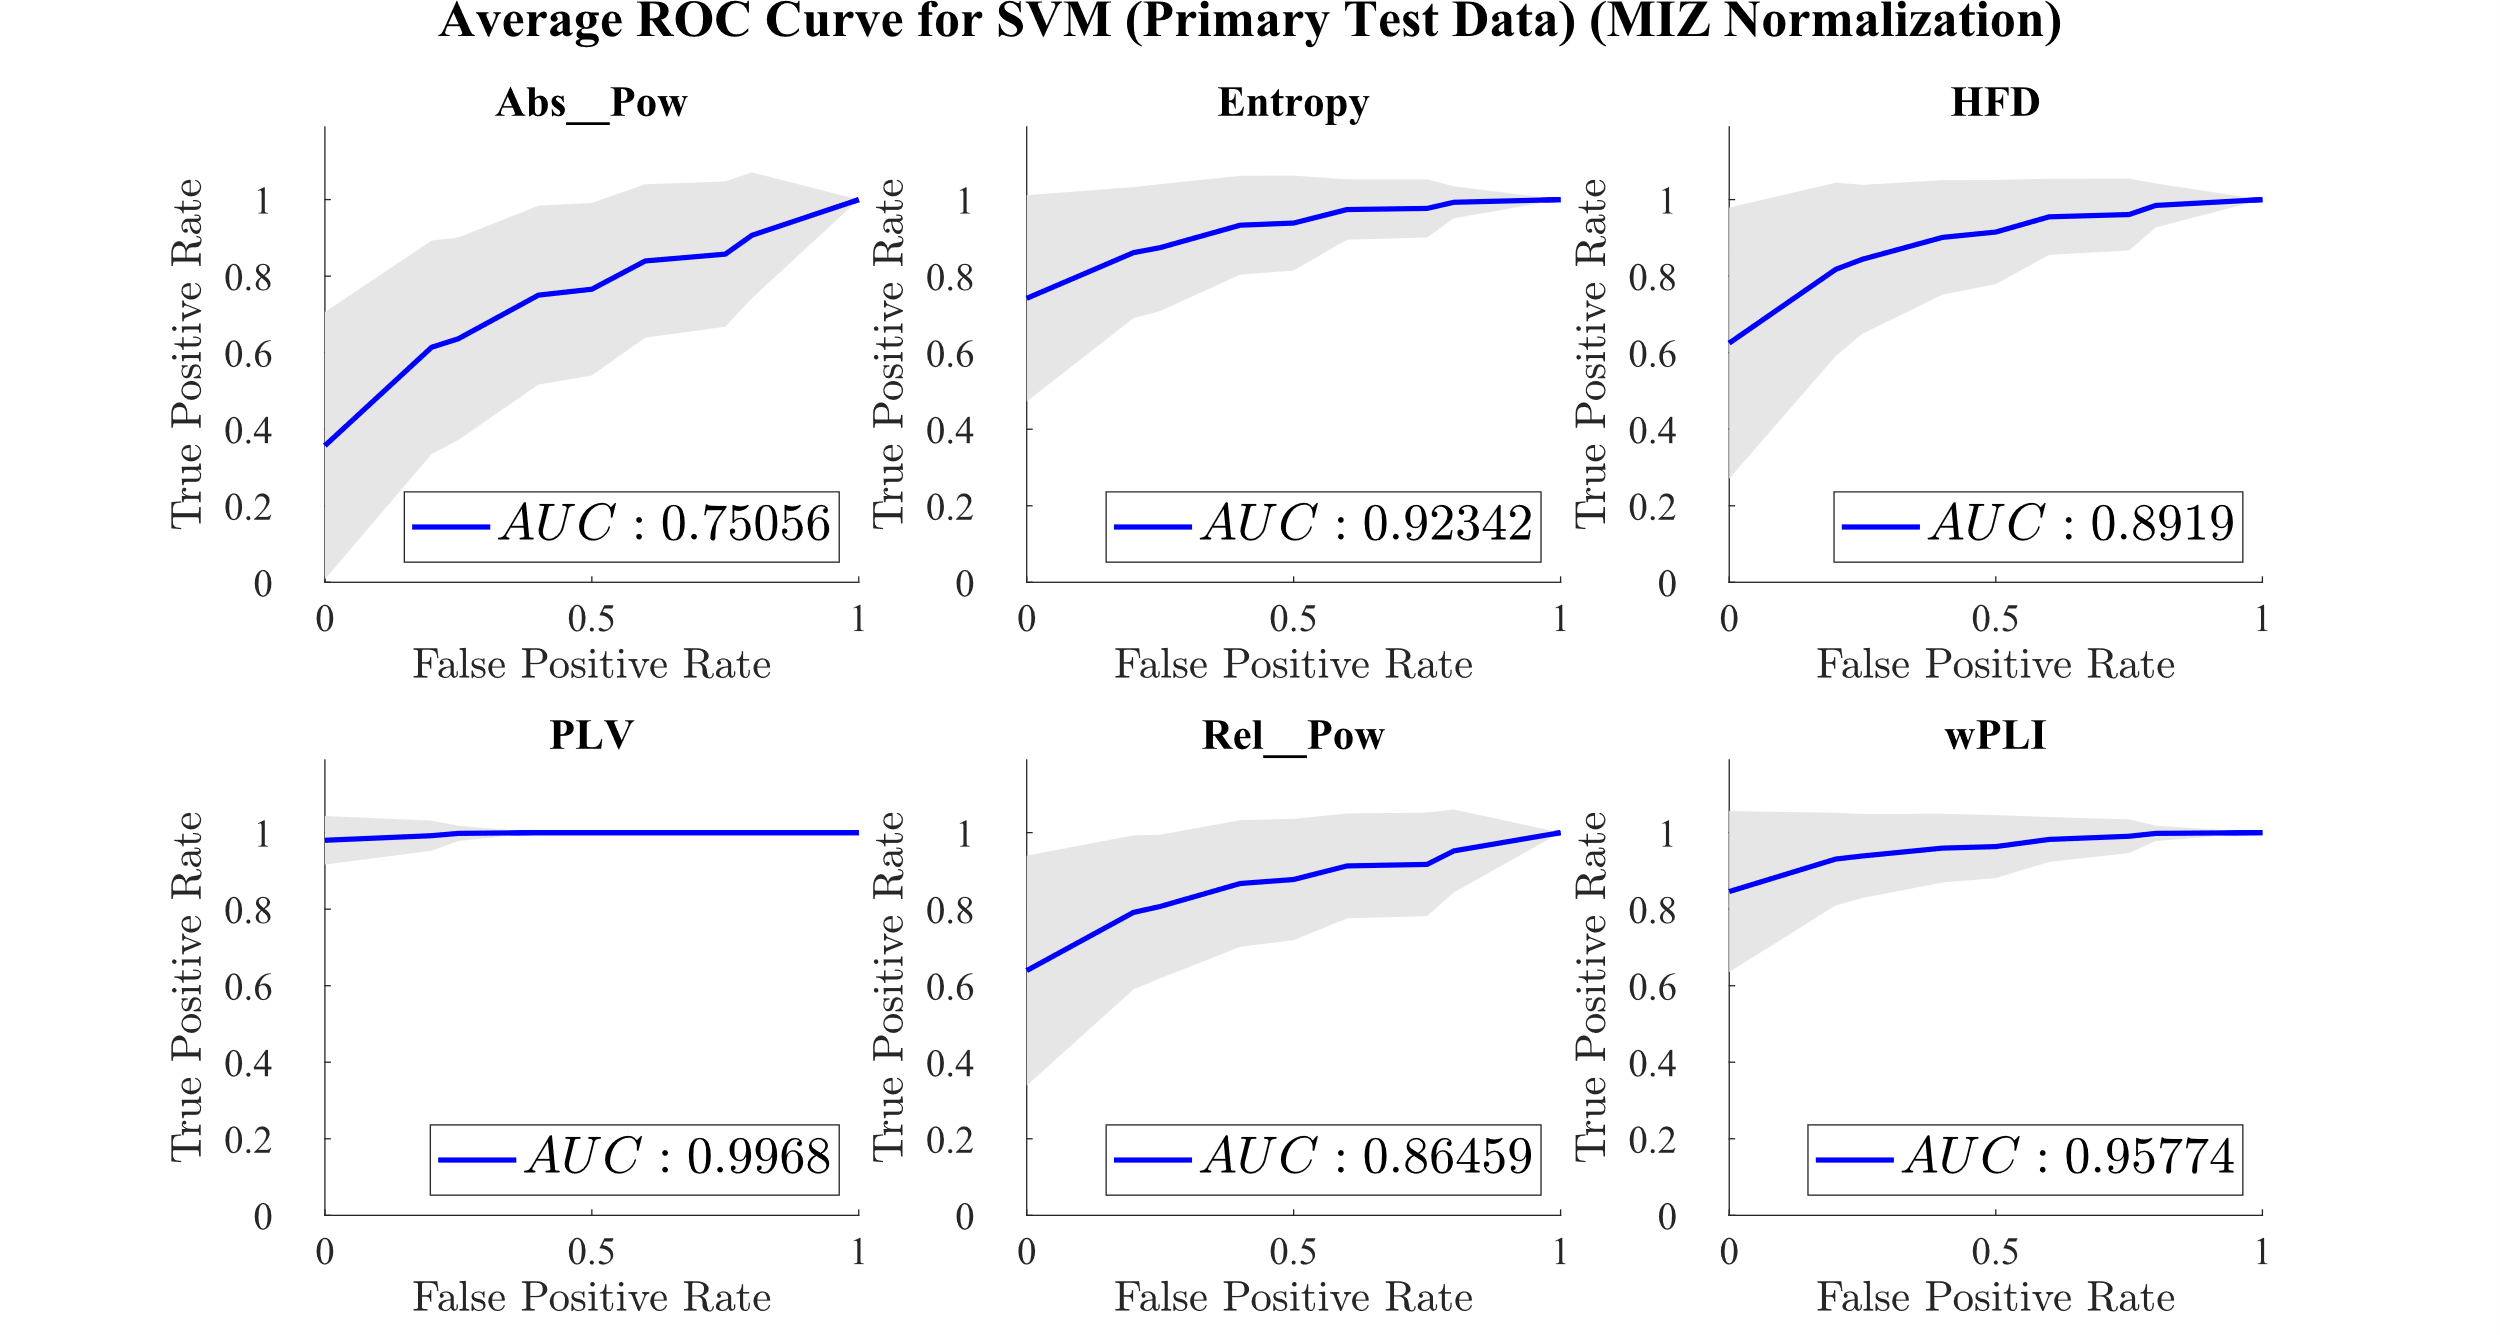 Average ROC Curve for SVM (Primary Test Data) (MIZ Normalization)
Abs__Pow
True Positive Rate
1
0.8
0.6
0.4
0.2
0
AUC : 0.75056
0 0.5 1
False Positive Rate
Entropy
True Positive Rate
1
0.8
0.6
0.4
0.2
0
AUC : 0.92342
0 0.5 1
False Positive Rate
HFD
True Positive Rate
1
0.8
0.6
0.4
0.2
0
AUC : 0.8919
0 0.5 1
False Positive Rate
PLV
True Positive Rate
1
0.8
0.6
0.4
0.2
0
AUC : 0.9968
0 0.5 1
False Positive Rate
Rel__Pow
True Positive Rate
1
0.8
0.6
0.4
0.2
0
AUC : 0.86459
0 0.5 1
False Positive Rate
wPLI
True Positive Rate
1
0.8
0.6
0.4
0.2
0
AUC : 0.95774
0 0.5 1
False Positive Rate